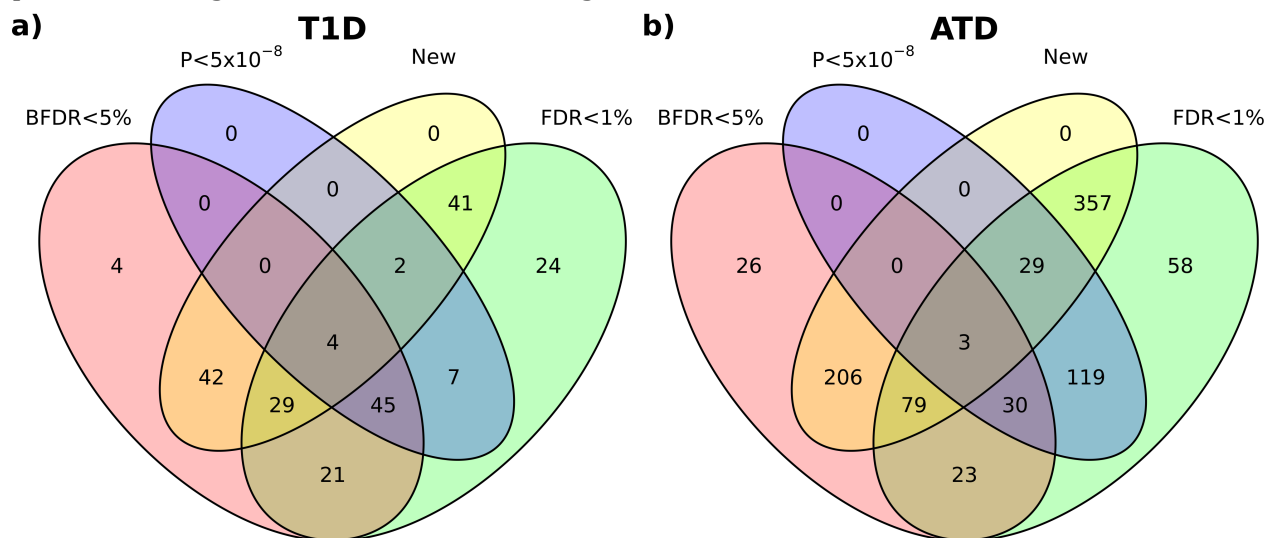 a) T1D
P<5x10⁻⁸ New
BFDR<5% FDR<1%
0 0
0 0 41
4 0 2 24
4
42 29 45 7
21
b) ATD
P<5x10⁻⁸ New
BFDR<5% FDR<1%
0 0
0 0 357
26 0 29 58
3
206 79 30 119
23